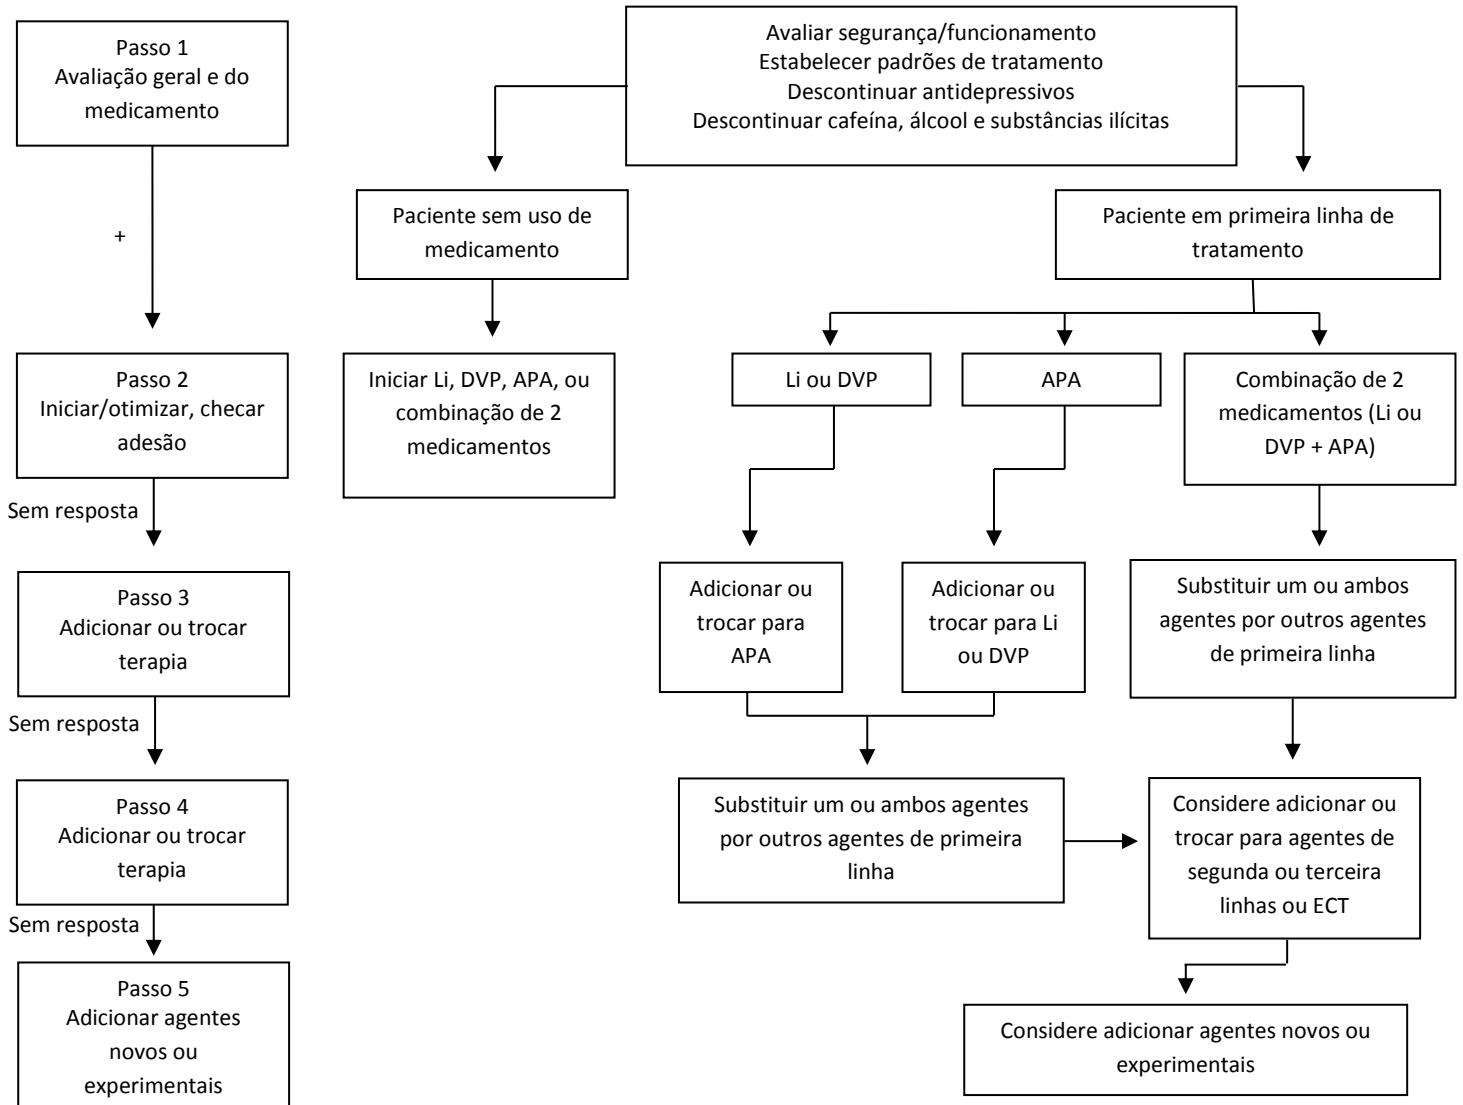 Passo 1
Avaliação geral e do
medicamento
+
Passo 2
Iniciar/otimizar, checar
adesão
Sem resposta
Passo 3
Adicionar ou trocar
terapia
Sem resposta
Passo 4
Adicionar ou trocar
terapia
Sem resposta
Passo 5
Adicionar agentes
novos ou
experimentais
Avaliar segurança/funcionamento
Estabelecer padrões de tratamento
Descontinuar antidepressivos
Descontinuar cafeína, álcool e substâncias ilícitas
Paciente sem uso de
medicamento
Iniciar Li, DVP, APA, ou
combinação de 2
medicamentos
Paciente em primeira linha de
tratamento
Li ou DVP
APA
Combinação de 2
medicamentos (Li ou
DVP + APA)
Adicionar ou
trocar para
APA
Adicionar ou
trocar para Li
ou DVP
Substituir um ou ambos
agentes por outros agentes
de primeira linha
Substituir um ou ambos agentes
por outros agentes de primeira
linha
Considere adicionar ou
trocar para agentes de
segunda ou terceira
linhas ou ECT
Considere adicionar agentes novos ou
experimentais